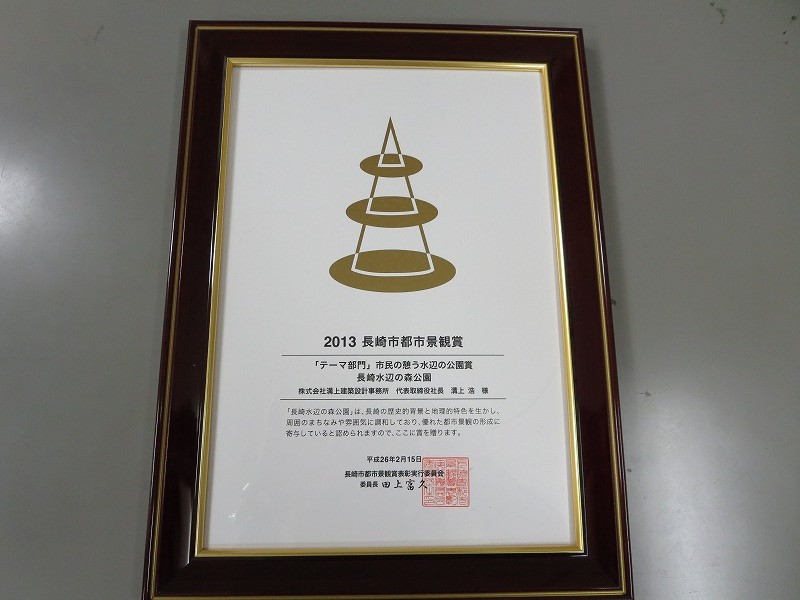 2013 長崎市都市景観賞
「テーマ部門」市民の憩う水辺の公園賞
長崎水辺の森公園
株式会社溝上建築設計事務所　代表取締役社長　溝上 浩　様
「長崎水辺の森公園」は、長崎の歴史的背景と地理的特色を生かし、
周囲のまちなみや雰囲気に調和しており、優れた都市景観の形成に
寄与していると認められますので、ここに賞を贈ります。
平成26年2月15日
長崎市都市景観賞表彰実行委員会
委員長 田上富久